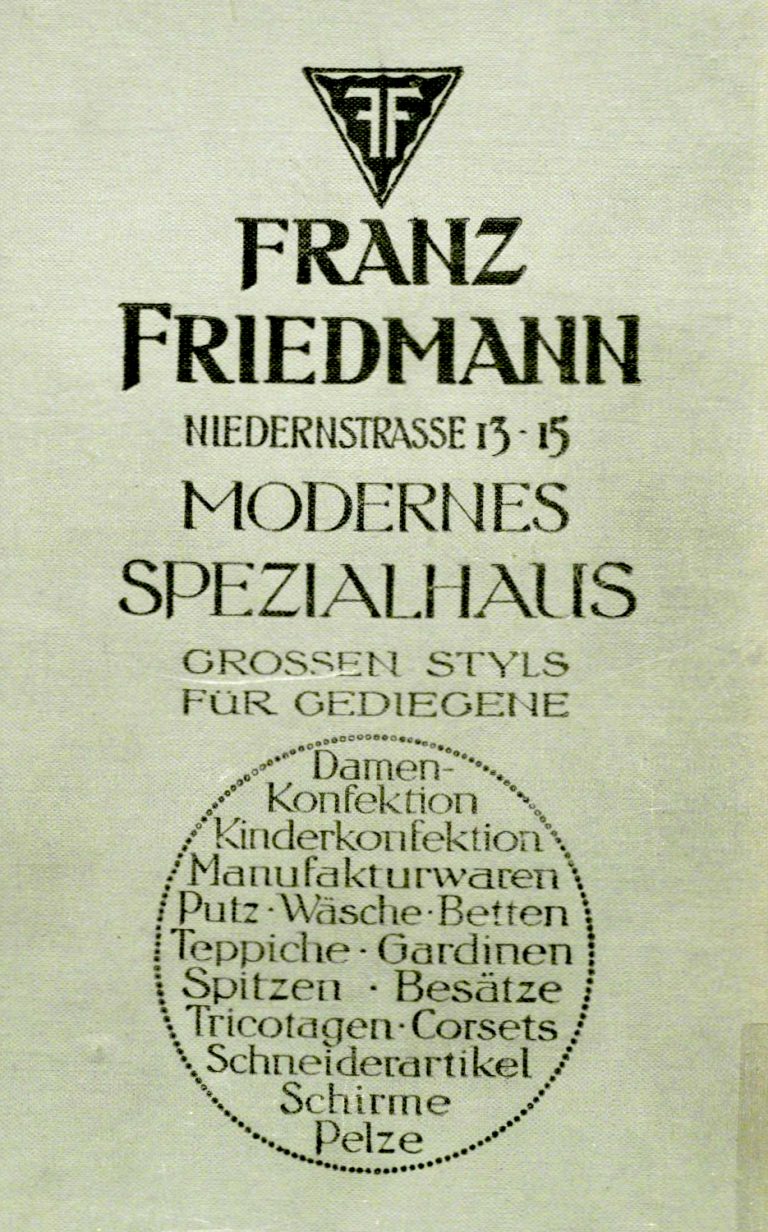 FF
FRANZ
FRIEDMANN
NIEDERNSTRASSE 13-15
MODERNES
SPEZIALHAUS
GROSSEN STYLS
FÜR GEDIEGENE
Damen-
Konfektion
Kinderkonfektion
Manufakturwaren
Putz·Wäsche·Betten
Teppiche·Gardinen
Spitzen·Besätze
Tricotagen·Corsets
Schneiderartikel
Schirme
Pelze